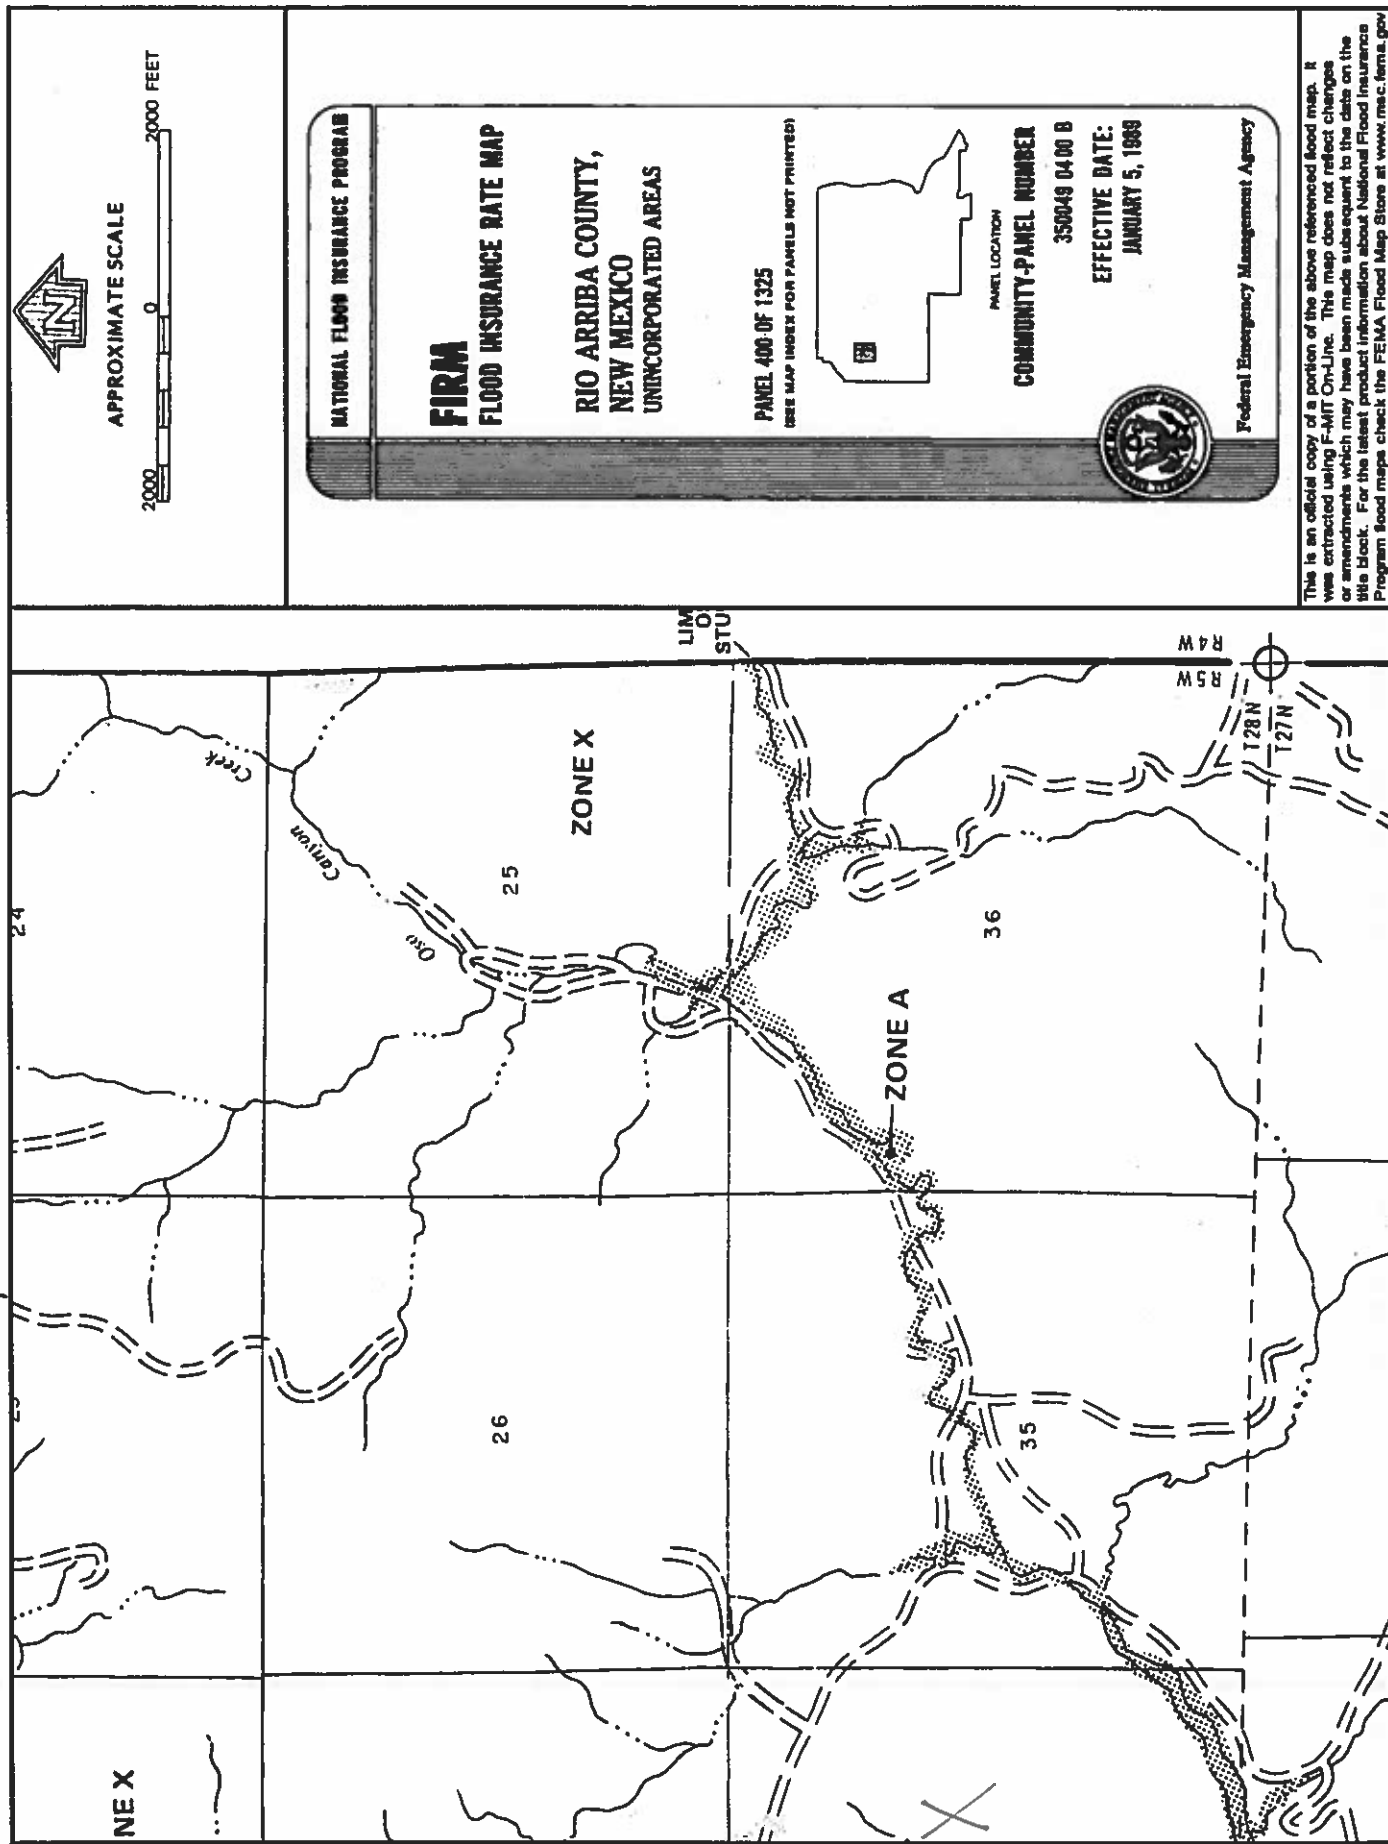 APPROXIMATE SCALE
2000 0 2000 FEET
N
NATIONAL FLOOD INSURANCE PROGRAM
FIRM
FLOOD INSURANCE RATE MAP
RIO ARRIBA COUNTY,
NEW MEXICO
UNINCORPORATED AREAS
PANEL 400 OF 1325
(SEE MAP INDEX FOR PANELS NOT PRINTED)
PANEL LOCATION
COMMUNITY-PANEL NUMBER
350049 0400 B
EFFECTIVE DATE:
JANUARY 5, 1989
Federal Emergency Management Agency
This is an official copy of a portion of the above referenced flood map. It
was extracted using F-MIT On-Line. The map does not reflect changes
or amendments which may have been made subsequent to the date on the
title block. For the latest product information about National Flood Insurance
Program flood maps check the FEMA Flood Map Store at www.msc.fema.gov
NE X
24
26
25
Oso
Canyon
Creek
ZONE X
LIM
O
STU
ZONE A
35
36
R5W
R4W
T28N
T27N